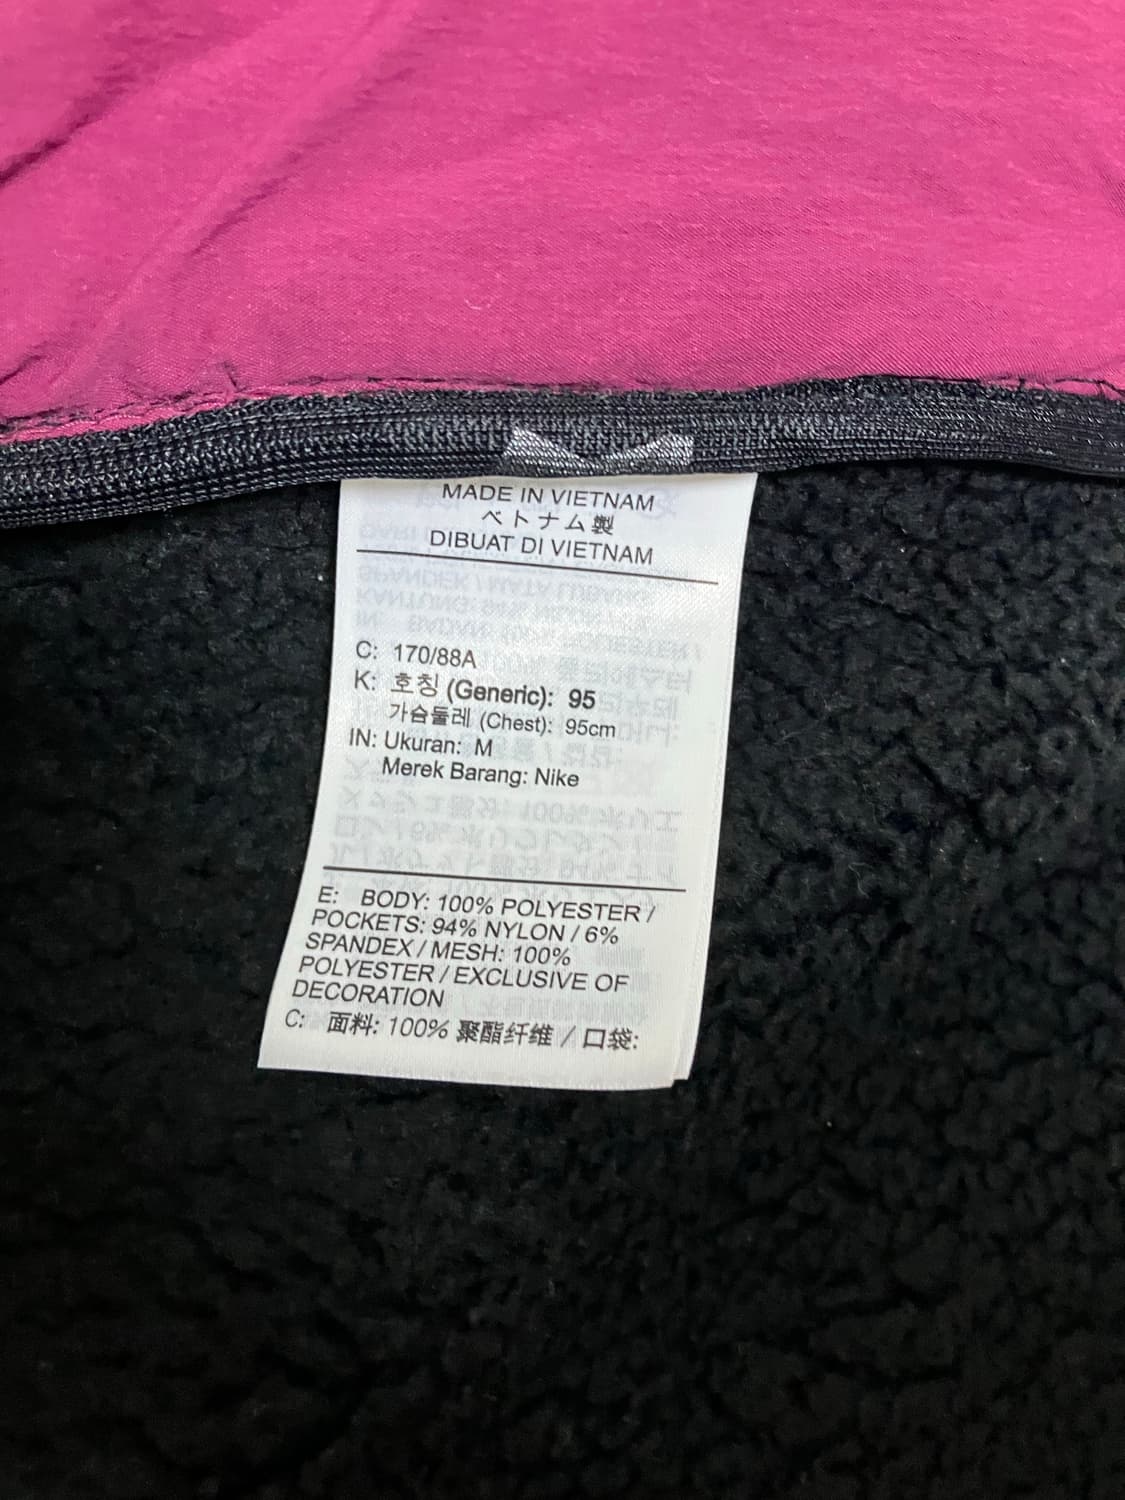 MADE IN VIETNAM
ベトナム製
DIBUAT DI VIETNAM
C: 170/88A
K: 호칭 (Generic): 95
가슴둘레 (Chest): 95cm
IN: Ukuran: M
Merek Barang: Nike
E: BODY: 100% POLYESTER /
POCKETS: 94% NYLON / 6%
SPANDEX / MESH: 100%
POLYESTER / EXCLUSIVE OF
DECORATION
C: 面料: 100% 聚酯纤维 / 口袋: